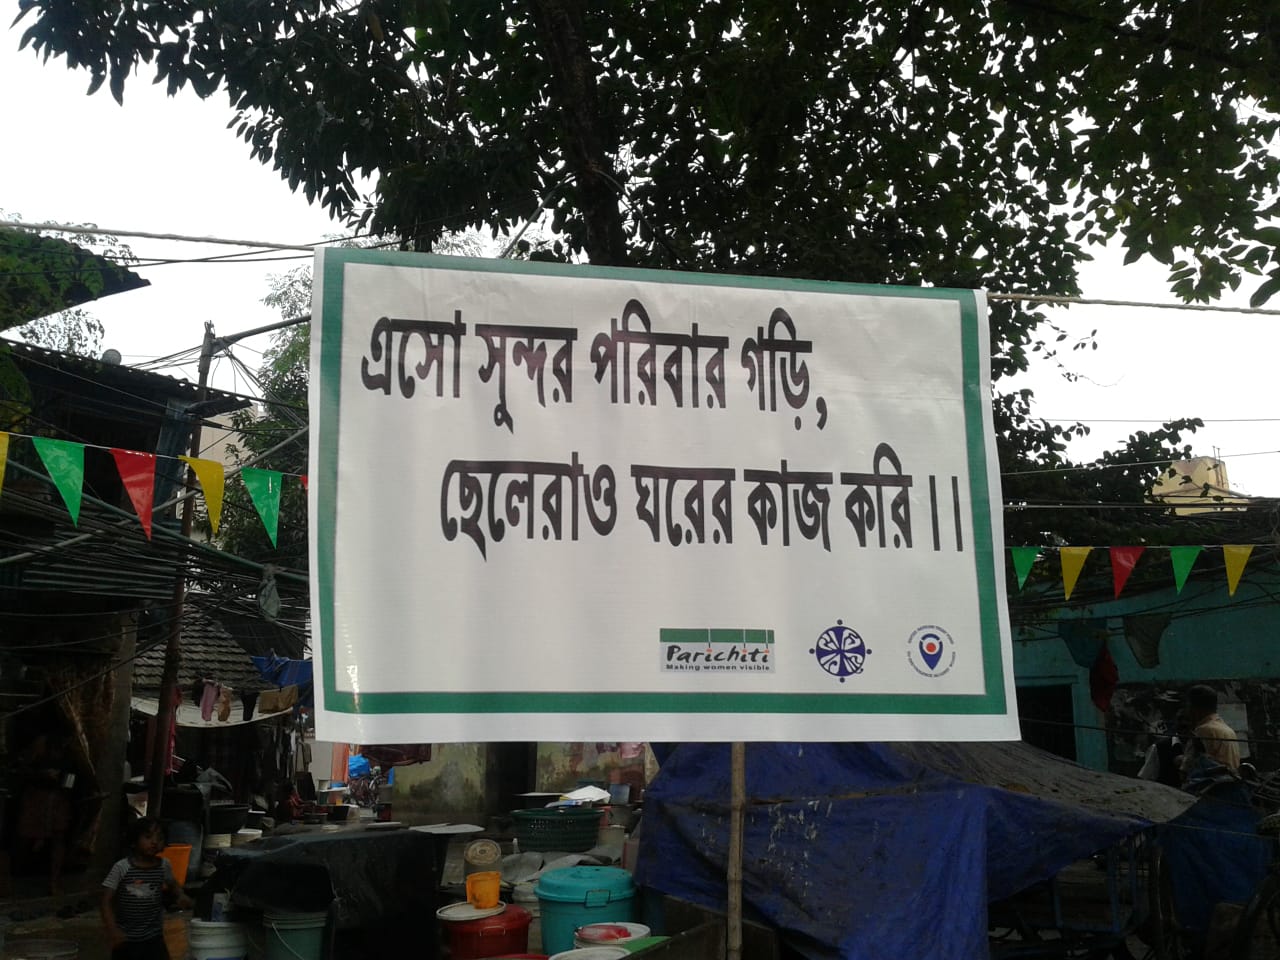 এসো সুন্দর পরিবার গড়ি,
ছেলেরাও ঘরের কাজ করি ।।
Parichiti
Making women visible